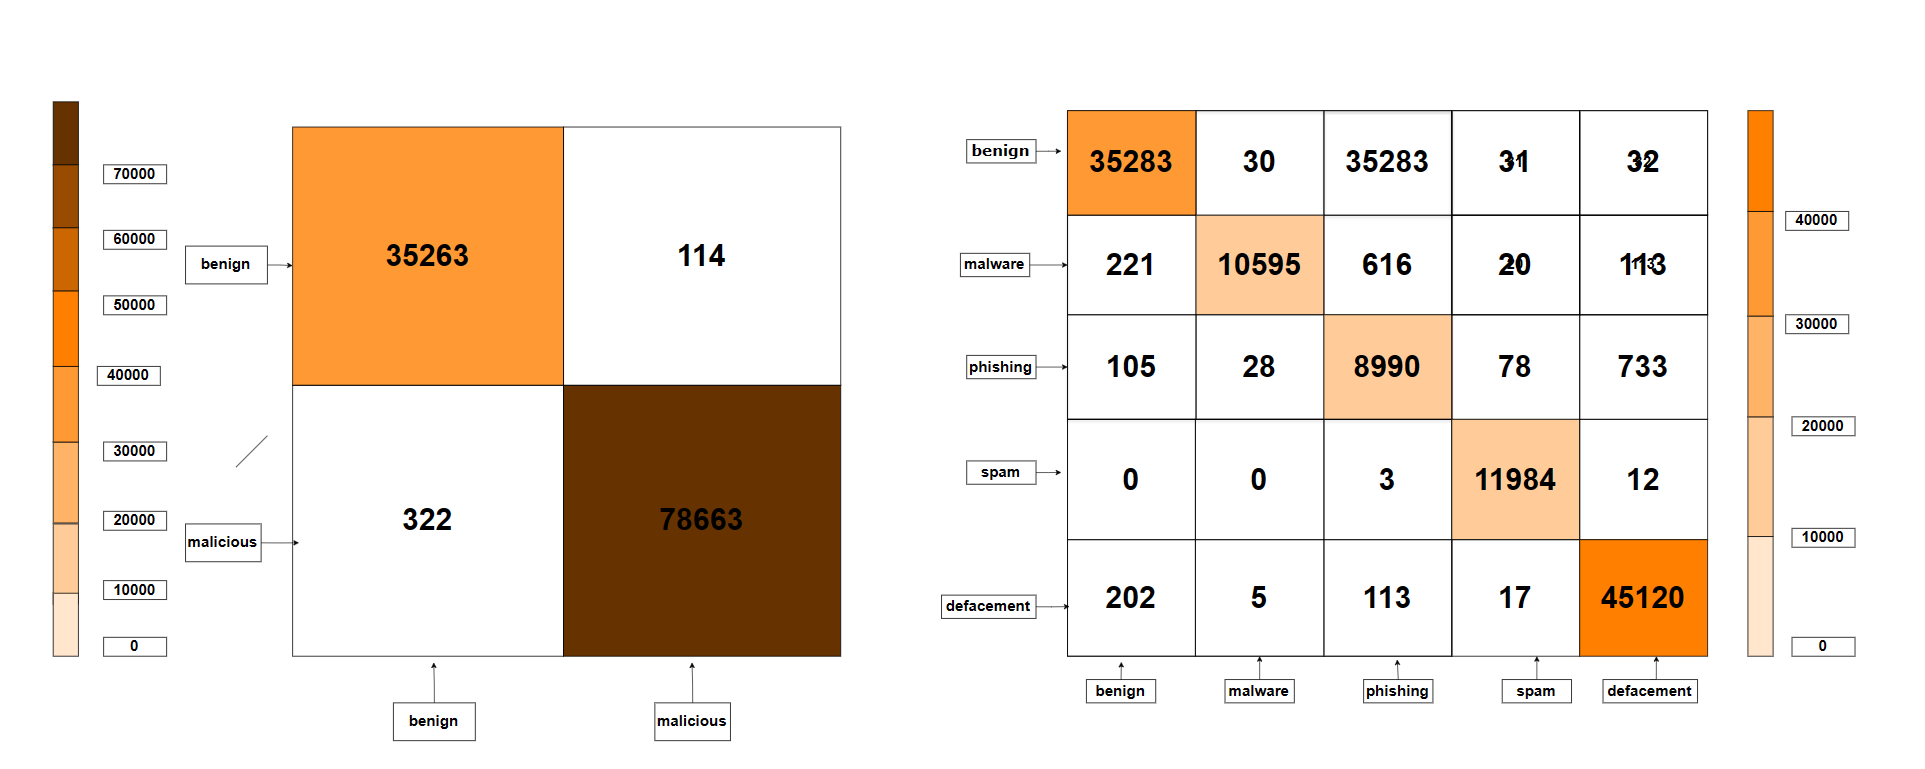 70000
60000
50000
40000
30000
20000
10000
0
benign
malicious
35263 114
322 78663
benign malicious
benign 35283 30 35283 31 32
malware 221 10595 616 20 113
phishing 105 28 8990 78 733
spam 0 0 3 11984 12
defacement 202 5 113 17 45120
benign malware phishing spam defacement
40000
30000
20000
10000
0